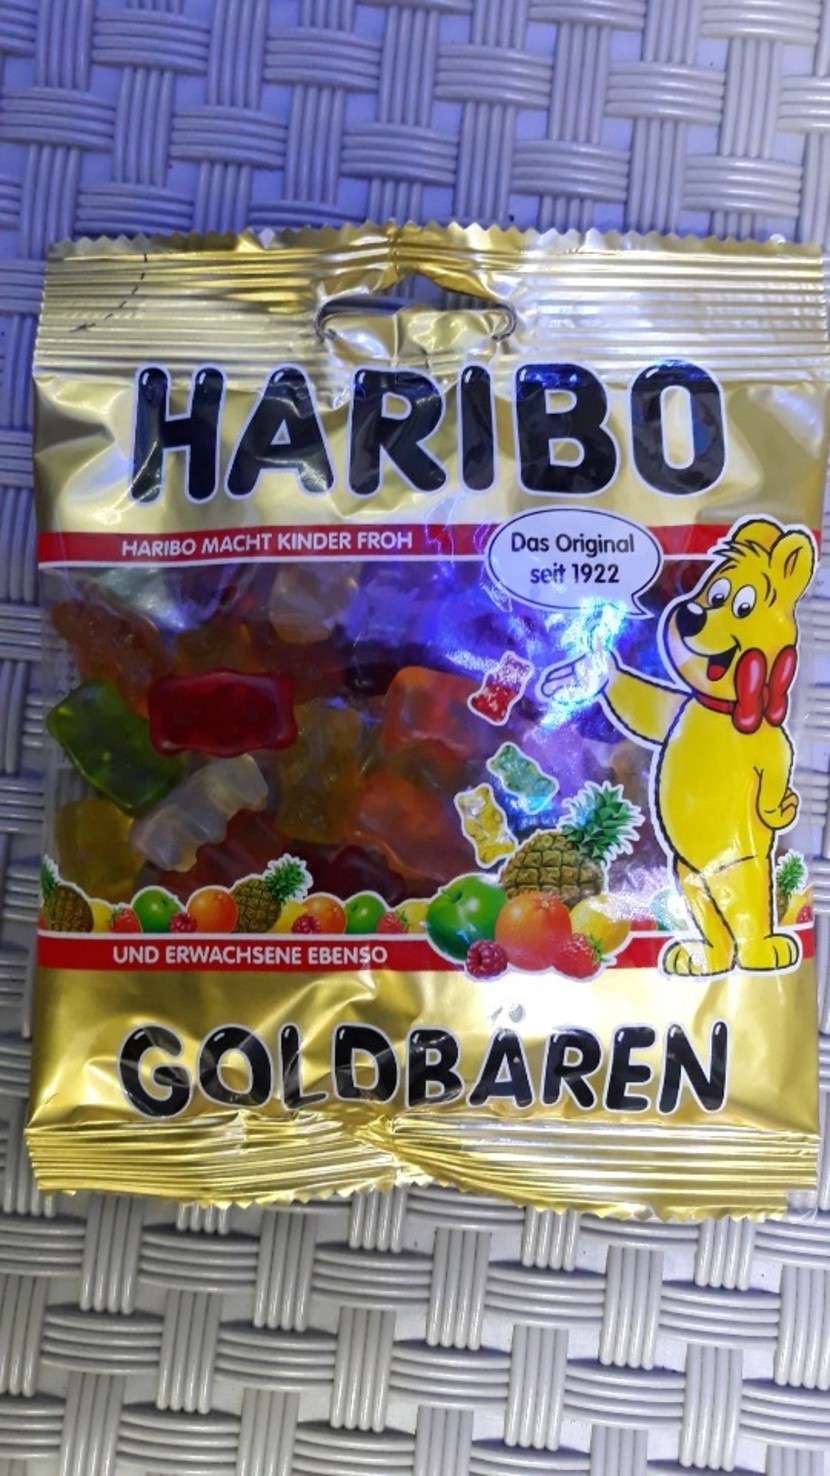 HARIBO
HARIBO MACHT KINDER FROH
Das Original
seit 1922
UND ERWACHSENE EBENSO
GOLDBÄREN